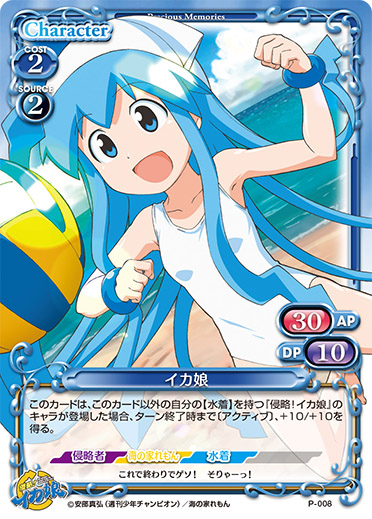 Precious Memories
Character
COST
2
SOURCE
2
30 AP
DP 10
イカ娘
このカードは、このカード以外の自分の【水着】を持つ『侵略!イカ娘』の
キャラが登場した場合、ターン終了時まで〔アクティブ〕、+10/+10を
得る。
侵略者 海の家れもん 水着
これで終わりでゲソ! そりゃーっ!
侵略!イカ娘
©安部真弘(週刊少年チャンピオン)/海の家れもん P-008